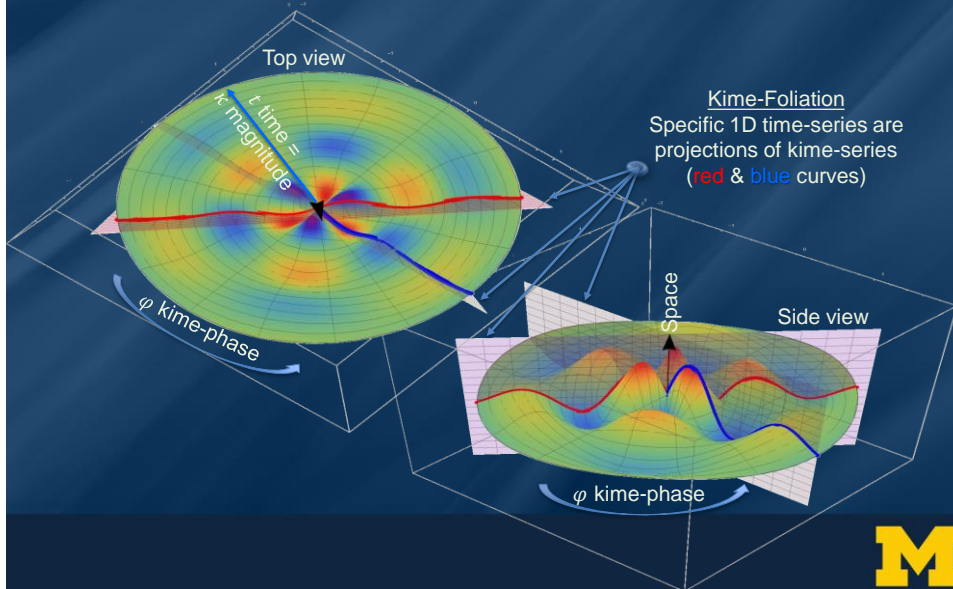 Top view
t time =
κ magnitude
φ kime-phase
Kime-Foliation
Specific 1D time-series are
projections of kime-series
(red & blue curves)
Space
Side view
φ kime-phase
M